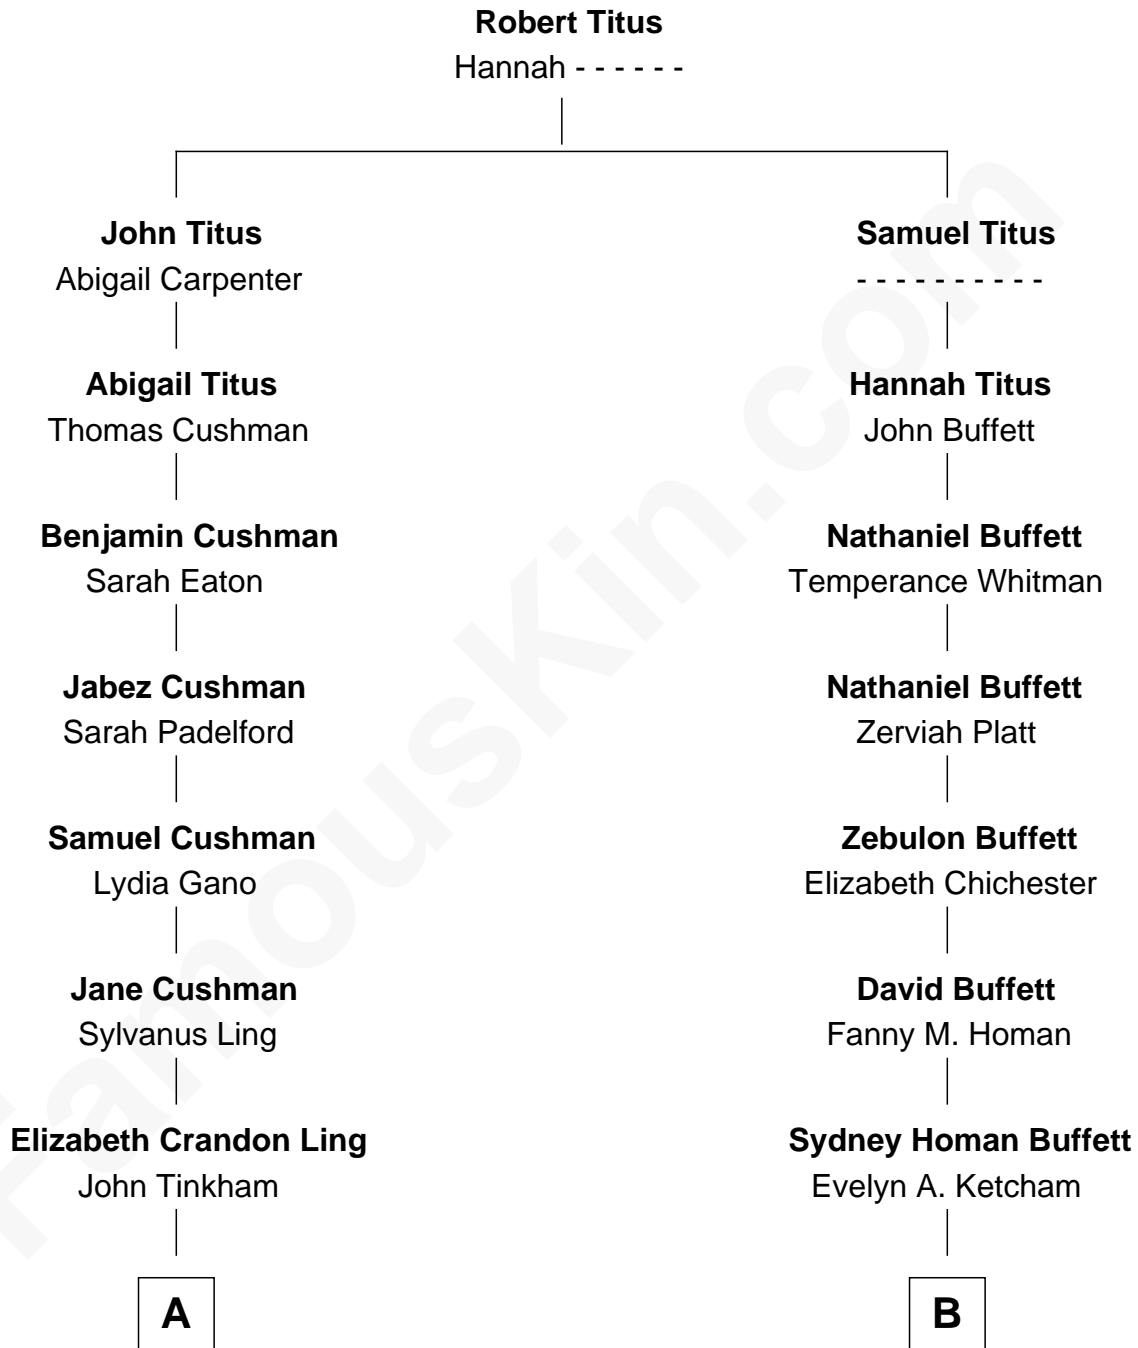 Robert Titus
Hannah - - - - - -
John Titus
Abigail Carpenter
Samuel Titus
- - - - - - - - - -
Abigail Titus
Thomas Cushman
Hannah Titus
John Buffett
Benjamin Cushman
Sarah Eaton
Nathaniel Buffett
Temperance Whitman
Jabez Cushman
Sarah Padelford
Nathaniel Buffett
Zerviah Platt
Samuel Cushman
Lydia Gano
Zebulon Buffett
Elizabeth Chichester
Jane Cushman
Sylvanus Ling
David Buffett
Fanny M. Homan
Elizabeth Crandon Ling
John Tinkham
Sydney Homan Buffett
Evelyn A. Ketcham
A
B
FamousKin.com